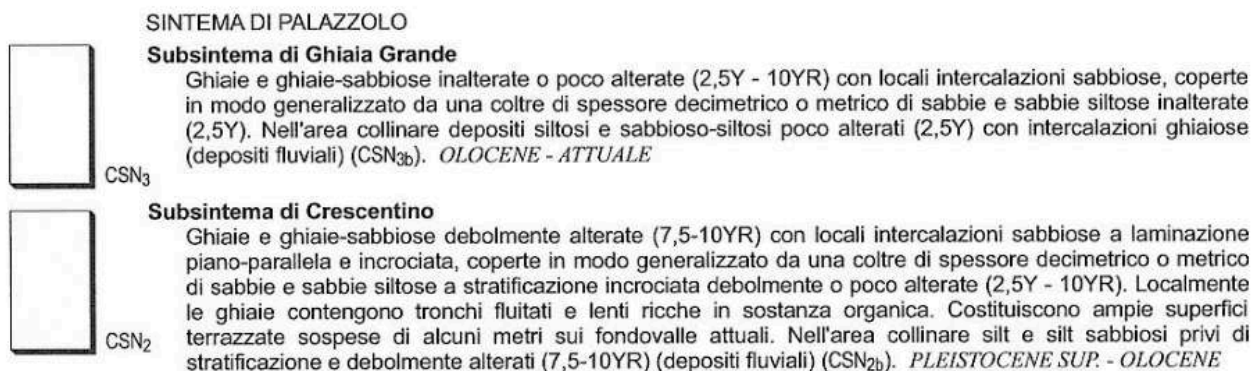 SINTEMA DI PALAZZOLO
Subsintema di Ghiaia Grande
Ghiaie e ghiaie-sabbiose inalterate o poco alterate (2,5Y - 10YR) con locali intercalazioni sabbiose, coperte
in modo generalizzato da una coltre di spessore decimetrico o metrico di sabbie e sabbie siltose inalterate
(2,5Y). Nell'area collinare depositi siltosi e sabbioso-siltosi poco alterati (2,5Y) con intercalazioni ghiaiose
(depositi fluviali) (CSN3b). OLOCENE - ATTUALE
CSN3
Subsintema di Crescentino
Ghiaie e ghiaie-sabbiose debolmente alterate (7,5-10YR) con locali intercalazioni sabbiose a laminazione
piano-parallela e incrociata, coperte in modo generalizzato da una coltre di spessore decimetrico o metrico
di sabbie e sabbie siltose a stratificazione incrociata debolmente o poco alterate (2,5Y - 10YR). Localmente
le ghiaie contengono tronchi fluitati e lenti ricche in sostanza organica. Costituiscono ampie superfici
terrazzate sospese di alcuni metri sui fondovalle attuali. Nell'area collinare silt e silt sabbiosi privi di
CSN2
stratificazione e debolmente alterati (7,5-10YR) (depositi fluviali) (CSN2b). PLEISTOCENE SUP. - OLOCENE